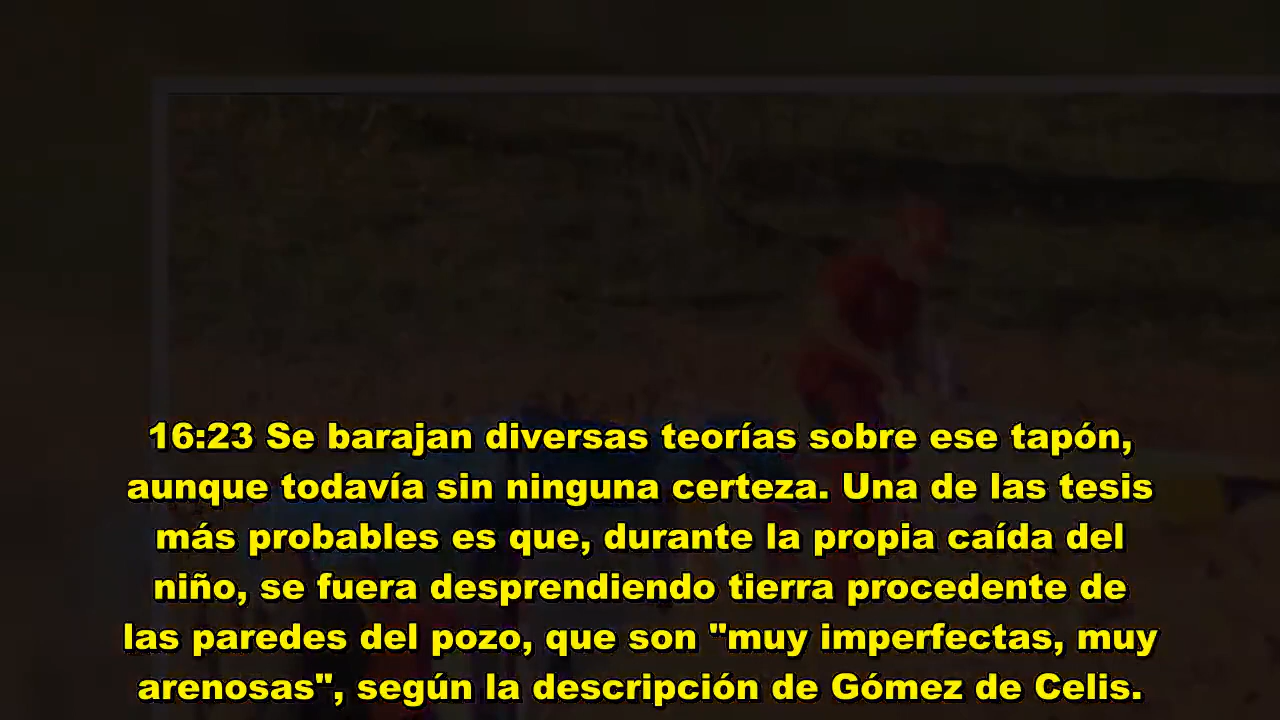 16:23 Se barajan diversas teorías sobre ese tapón,
aunque todavía sin ninguna certeza. Una de las tesis
más probables es que, durante la propia caída del
niño, se fuera desprendiendo tierra procedente de
las paredes del pozo, que son "muy imperfectas, muy
arenosas", según la descripción de Gómez de Celis.